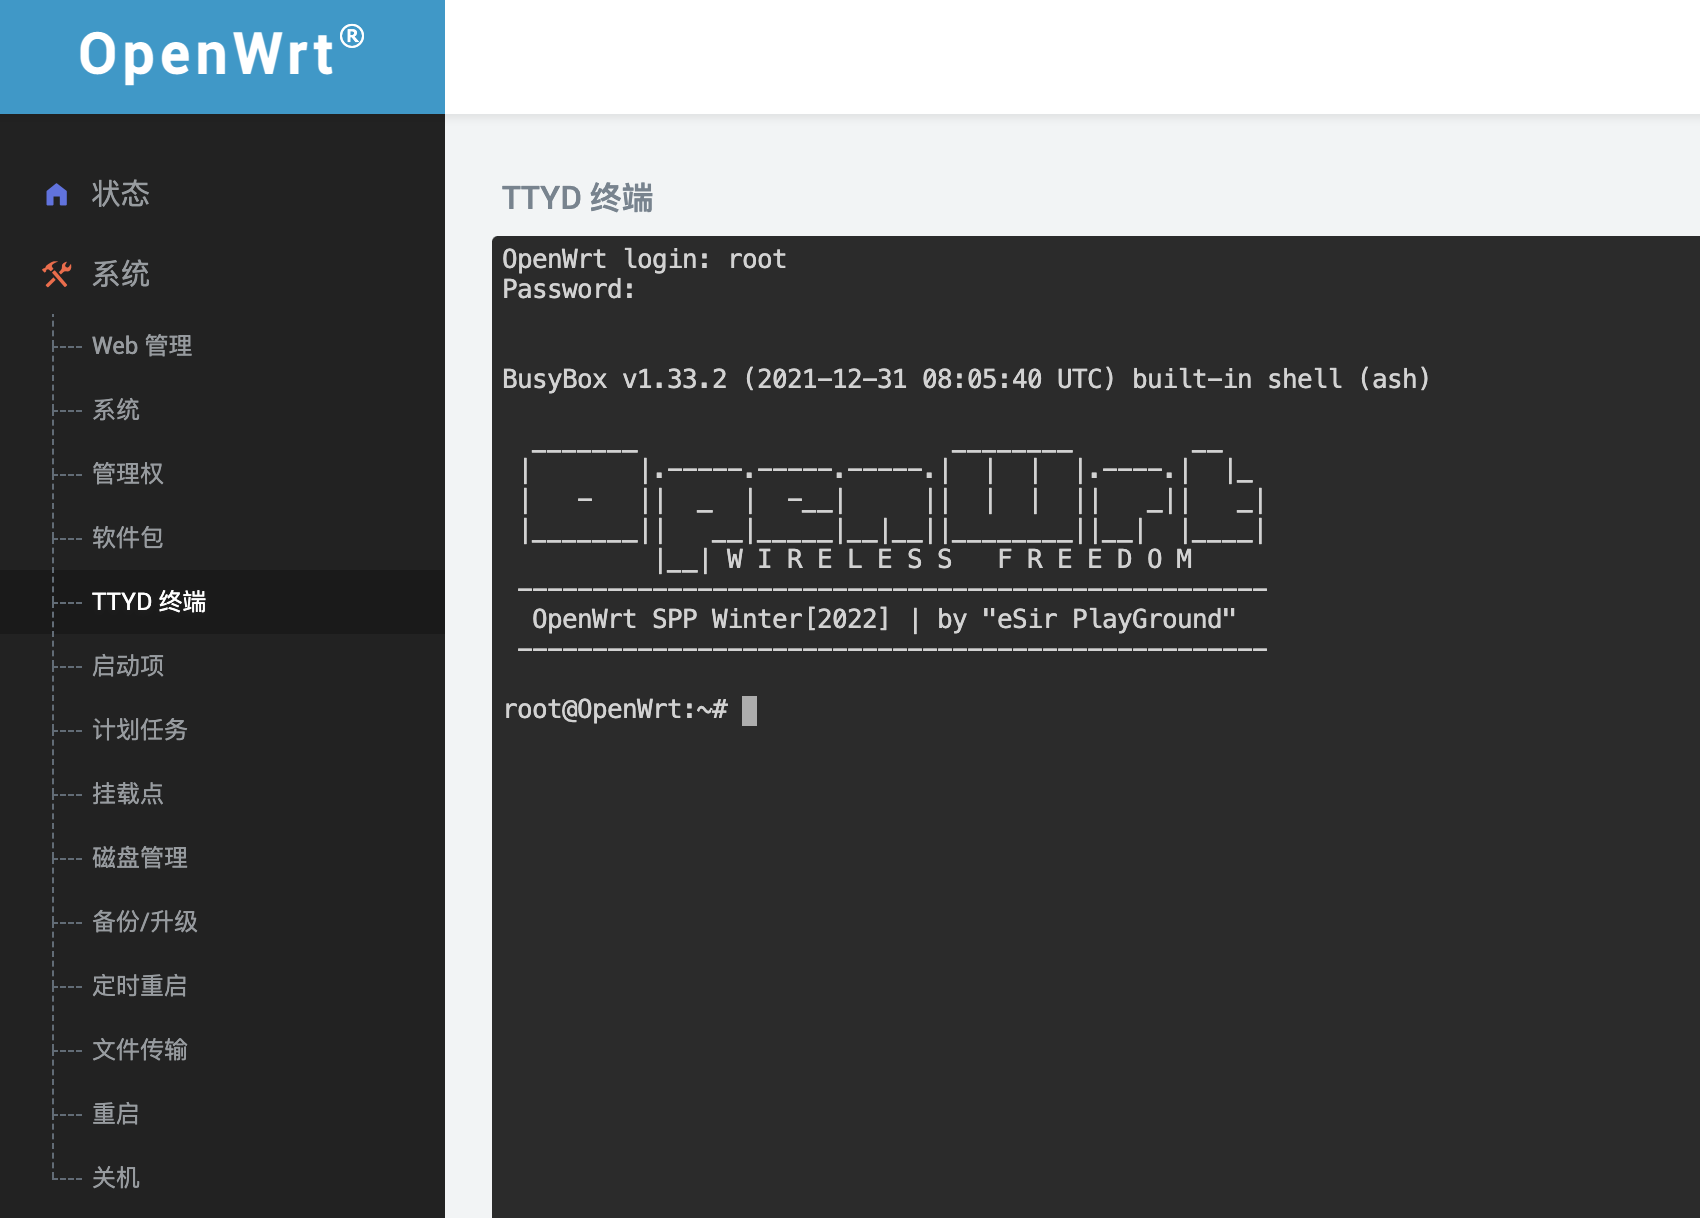 OpenWrt®
状态
系统
Web 管理
系统
管理权
软件包
TTYD 终端
启动项
计划任务
挂载点
磁盘管理
备份/升级
定时重启
文件传输
重启
关机
TTYD 终端
OpenWrt login: root
Password:
BusyBox v1.33.2 (2021-12-31 08:05:40 UTC) built-in shell (ash)
W I R E L E S S   F R E E D O M
OpenWrt SPP Winter[2022] | by "eSir PlayGround"
root@OpenWrt:~#